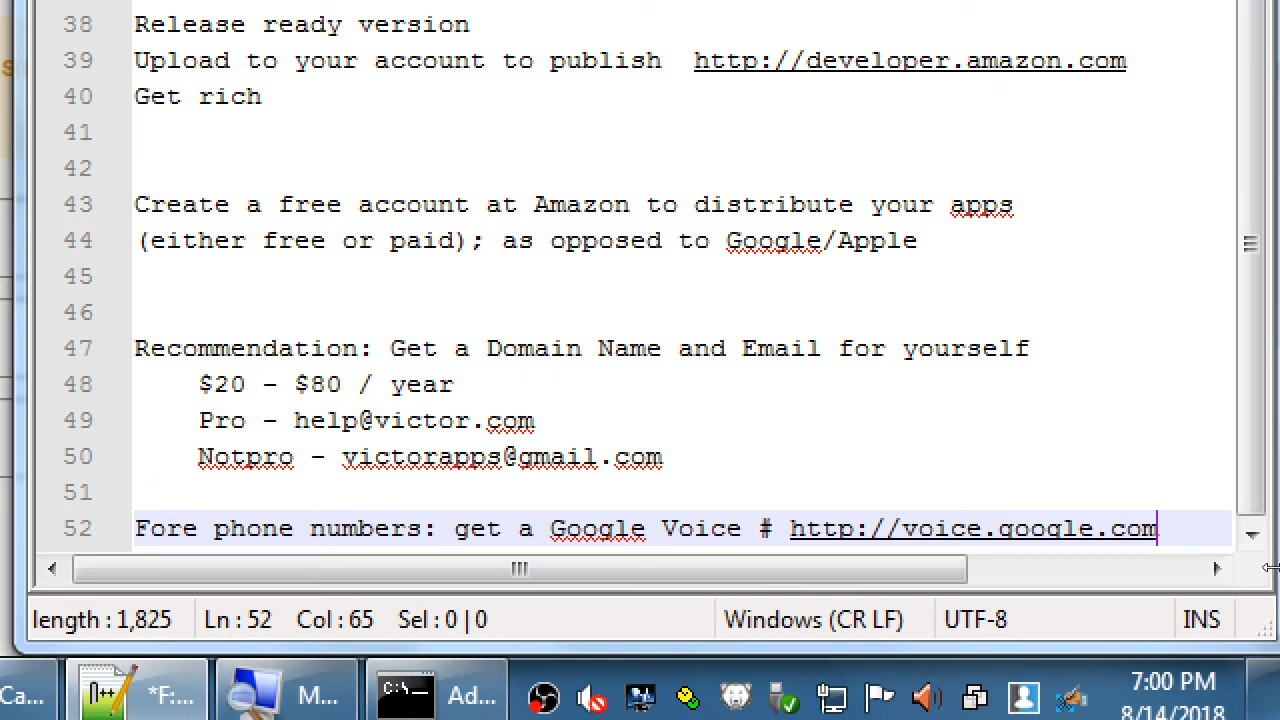 38 Release ready version
39 Upload to your account to publish  http://developer.amazon.com
40 Get rich
41
42
43 Create a free account at Amazon to distribute your apps
44 (either free or paid); as opposed to Google/Apple
45
46
47 Recommendation: Get a Domain Name and Email for yourself
48     $20 - $80 / year
49     Pro - help@victor.com
50     Notpro - victorapps@gmail.com
51
52 Fore phone numbers: get a Google Voice # http://voice.google.com
length : 1,825 Ln : 52 Col : 65 Sel : 0 | 0 Windows (CR LF) UTF-8 INS
Ca... *F:... M... C:\. Ad... 7:00 PM
8/14/2018